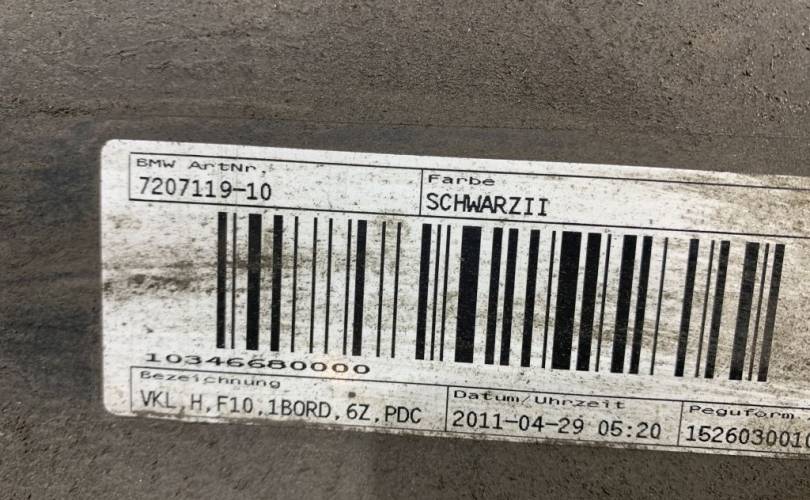 BMW ArtNr.
7207119-10
Farbe
SCHWARZII
10346680000
Bezeichnung
VKL,H,F10,1BORD,6Z,PDC
Datum/Uhrzeit
2011-04-29 05:20
Peguform
1526030010